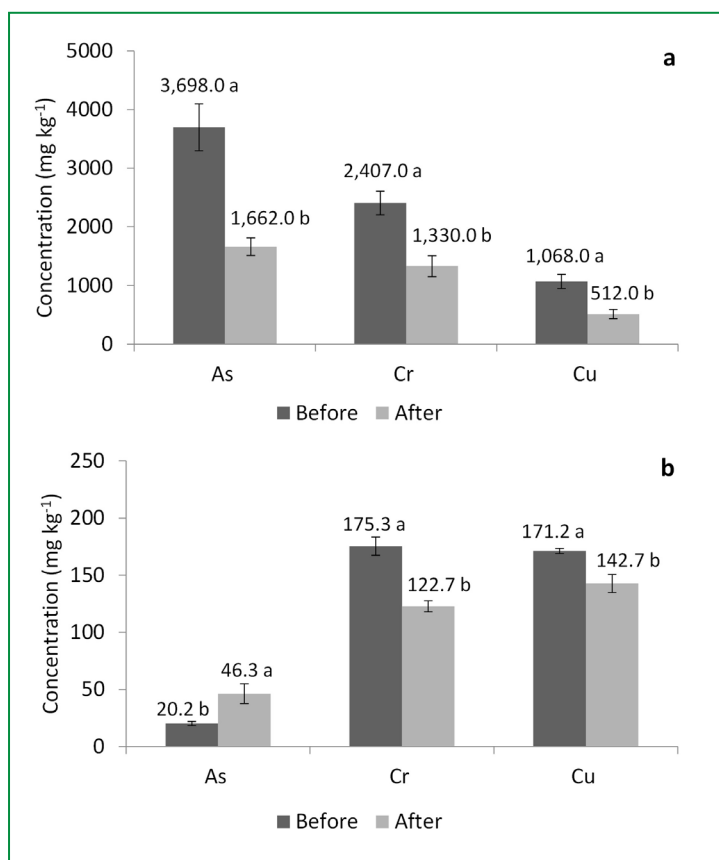 a
Concentration (mg kg⁻¹)
5000
4000
3000
2000
1000
0
3,698.0 a
1,662.0 b
2,407.0 a
1,330.0 b
1,068.0 a
512.0 b
As Cr Cu
Before After
b
Concentration (mg kg⁻¹)
250
200
150
100
50
0
20.2 b
46.3 a
175.3 a
122.7 b
171.2 a
142.7 b
As Cr Cu
Before After